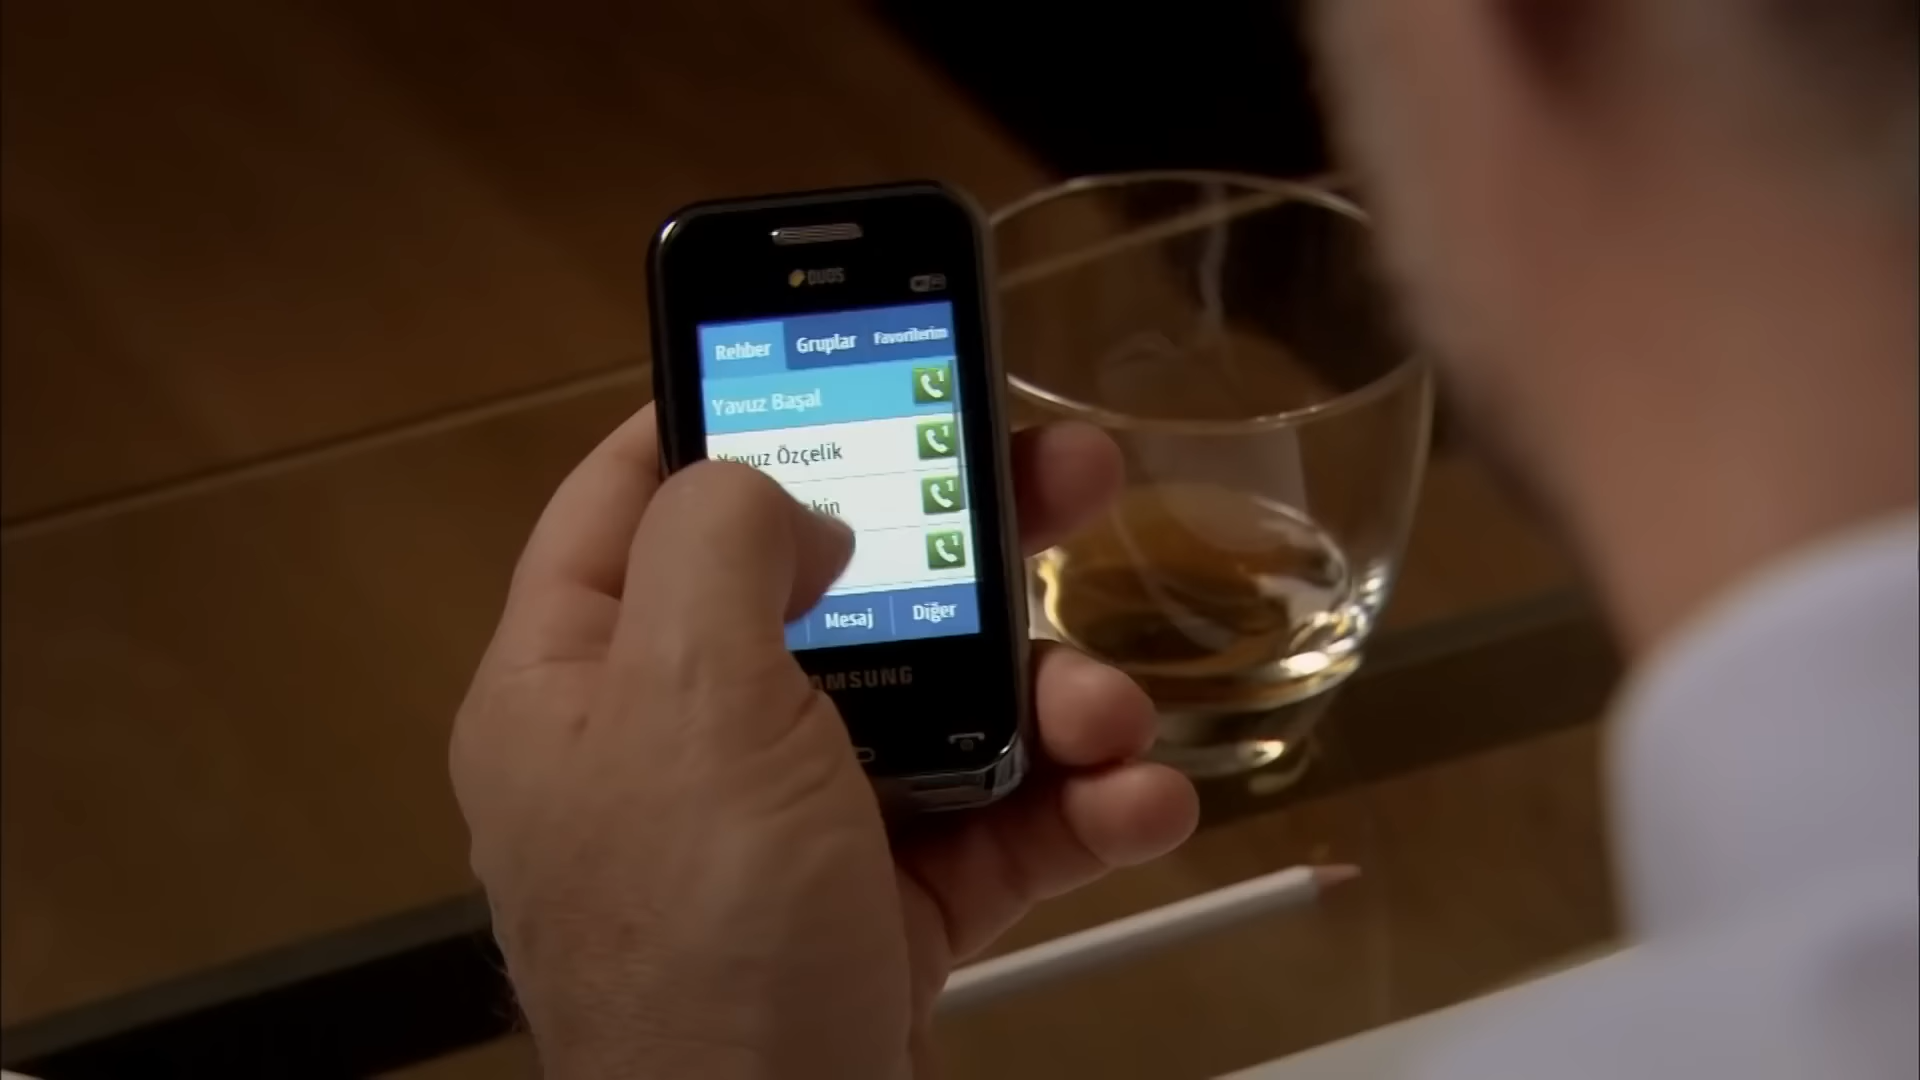 DUOS
Rehber Gruplar Favorilerim
Yavuz Başal
Yavuz Özçelik
Mesaj Diğer
SAMSUNG